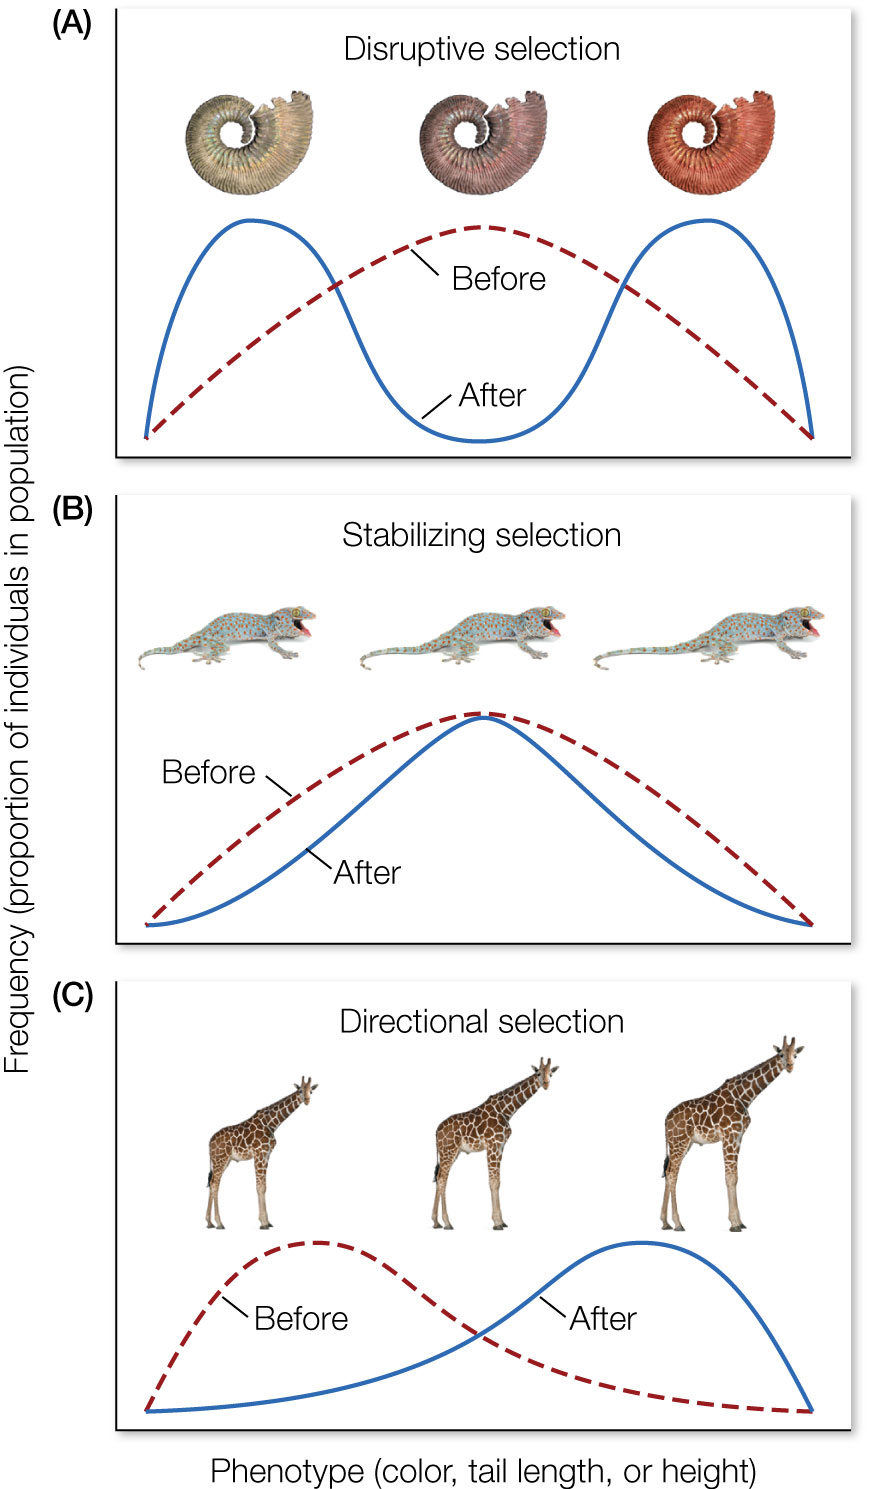 (A)
Disruptive selection
Before
After
(B)
Stabilizing selection
Before
After
(C)
Directional selection
Before
After
Frequency (proportion of individuals in population)
Phenotype (color, tail length, or height)